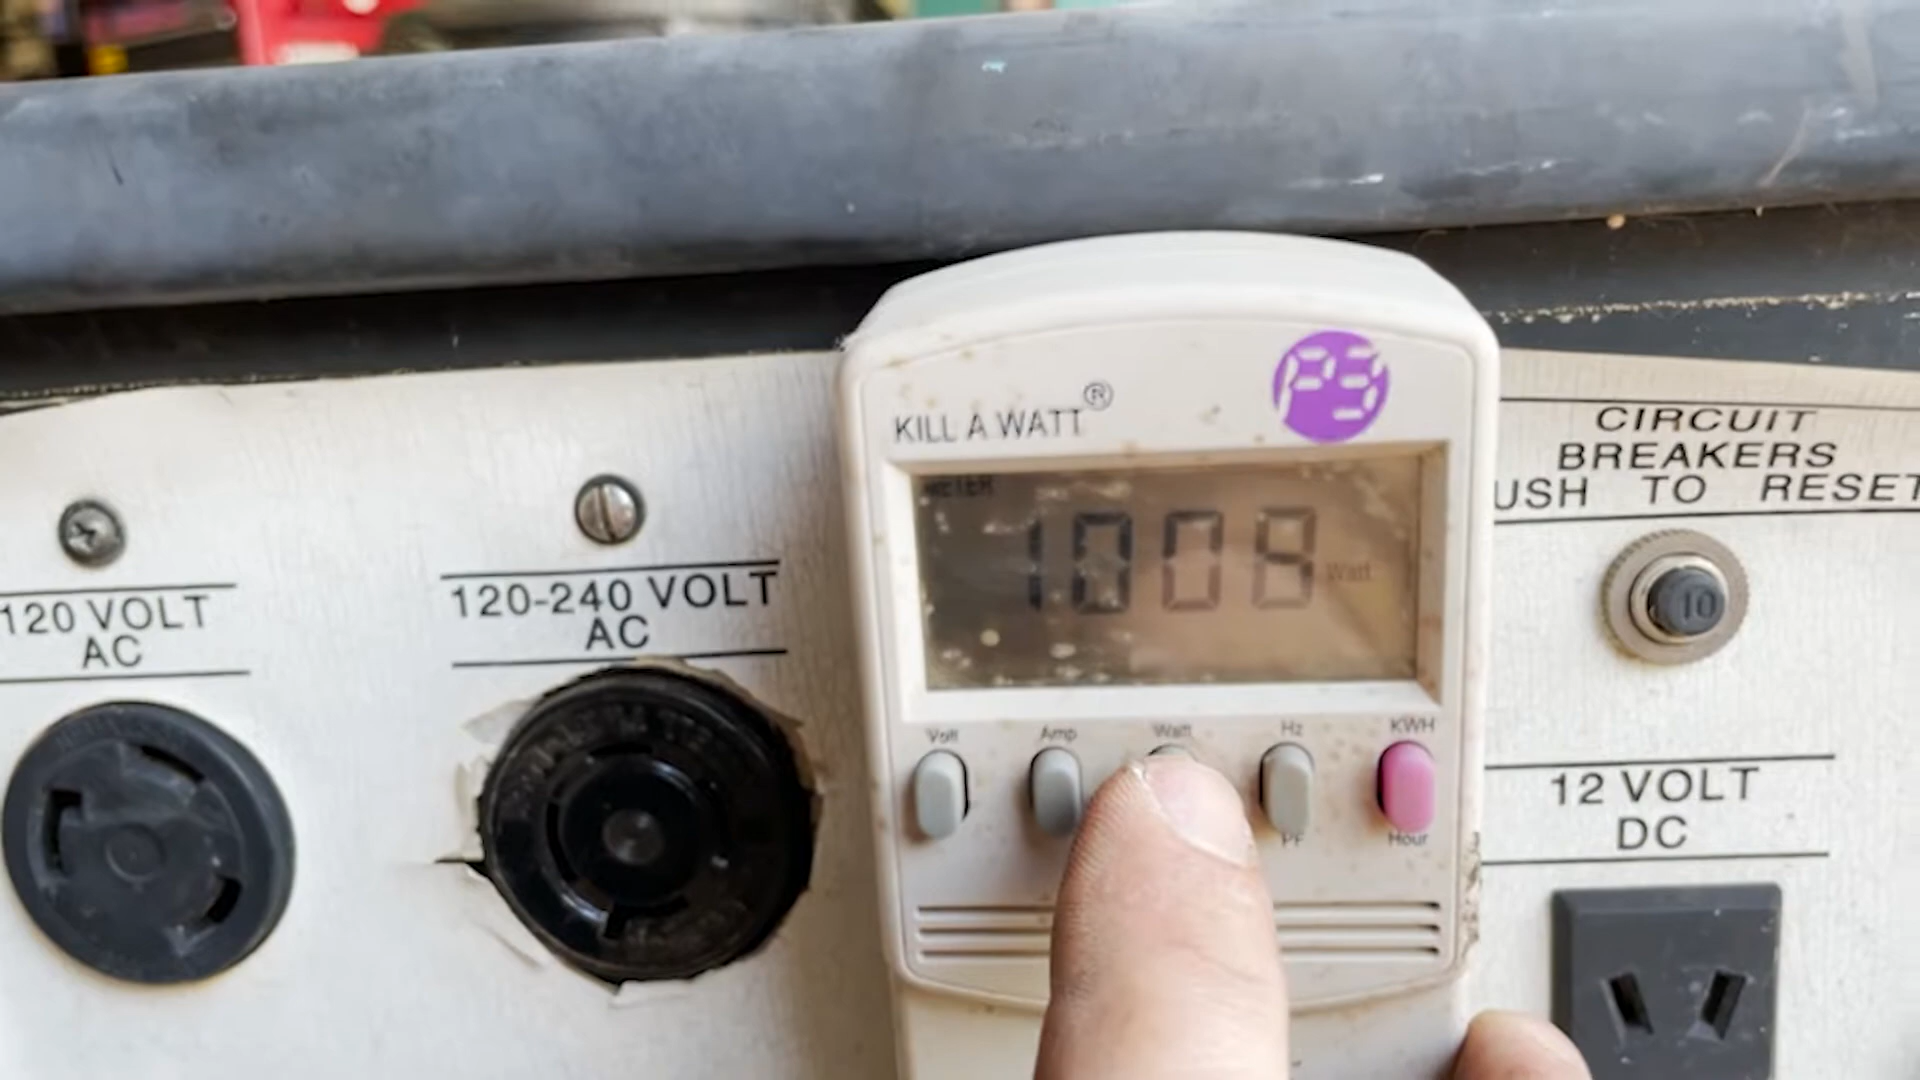 KILL A WATT®
P3
METER
1008 Watt
Volt Amp Watt Hz KWH
PF Hour
120 VOLT
AC
120-240 VOLT
AC
CIRCUIT
BREAKERS
USH TO RESET
10
12 VOLT
DC